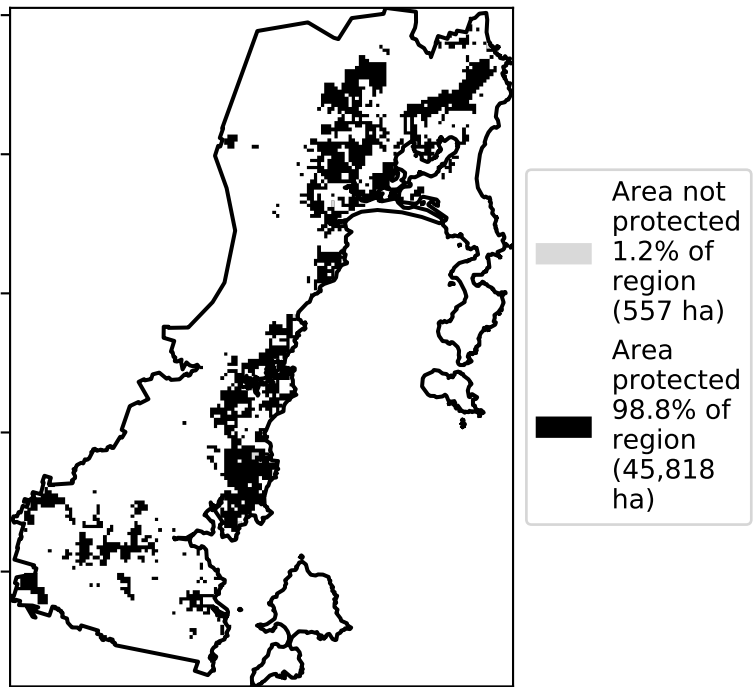 Area not
protected
1.2% of
region
(557 ha)
Area
protected
98.8% of
region
(45,818
ha)